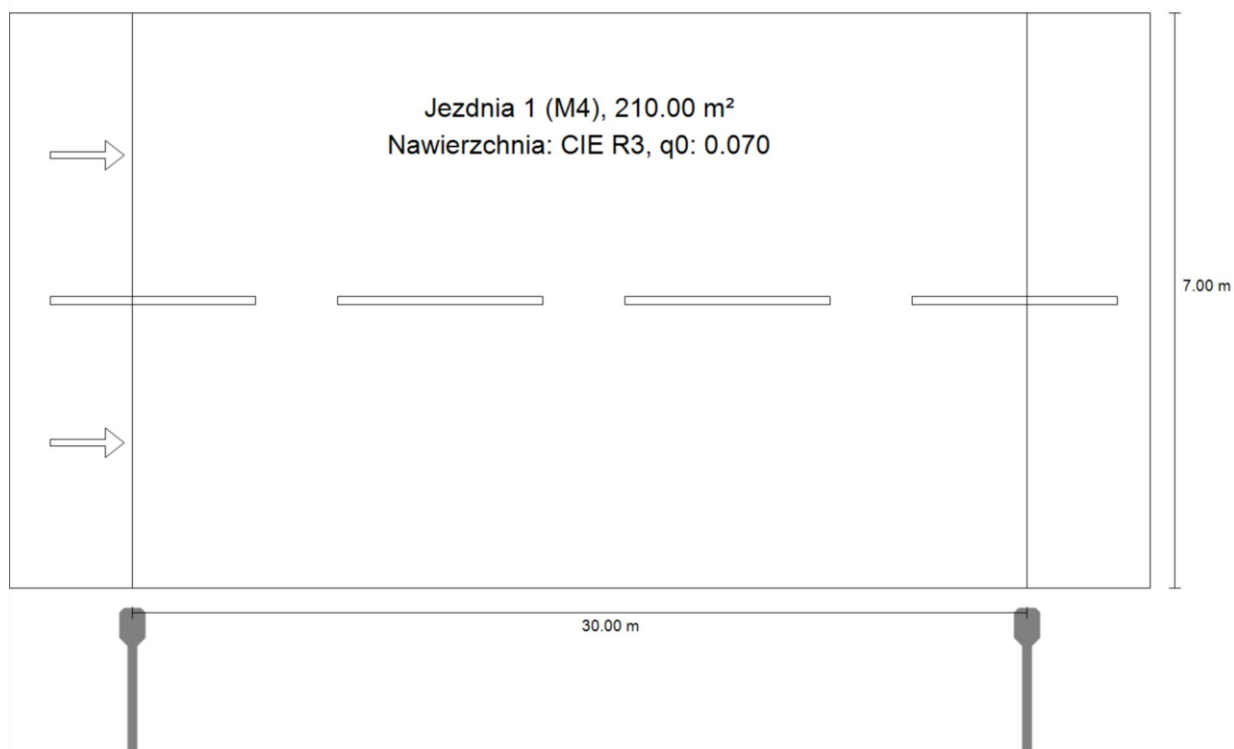 Jezdnia 1 (M4), 210.00 m²
Nawierzchnia: CIE R3, q0: 0.070
7.00 m
30.00 m